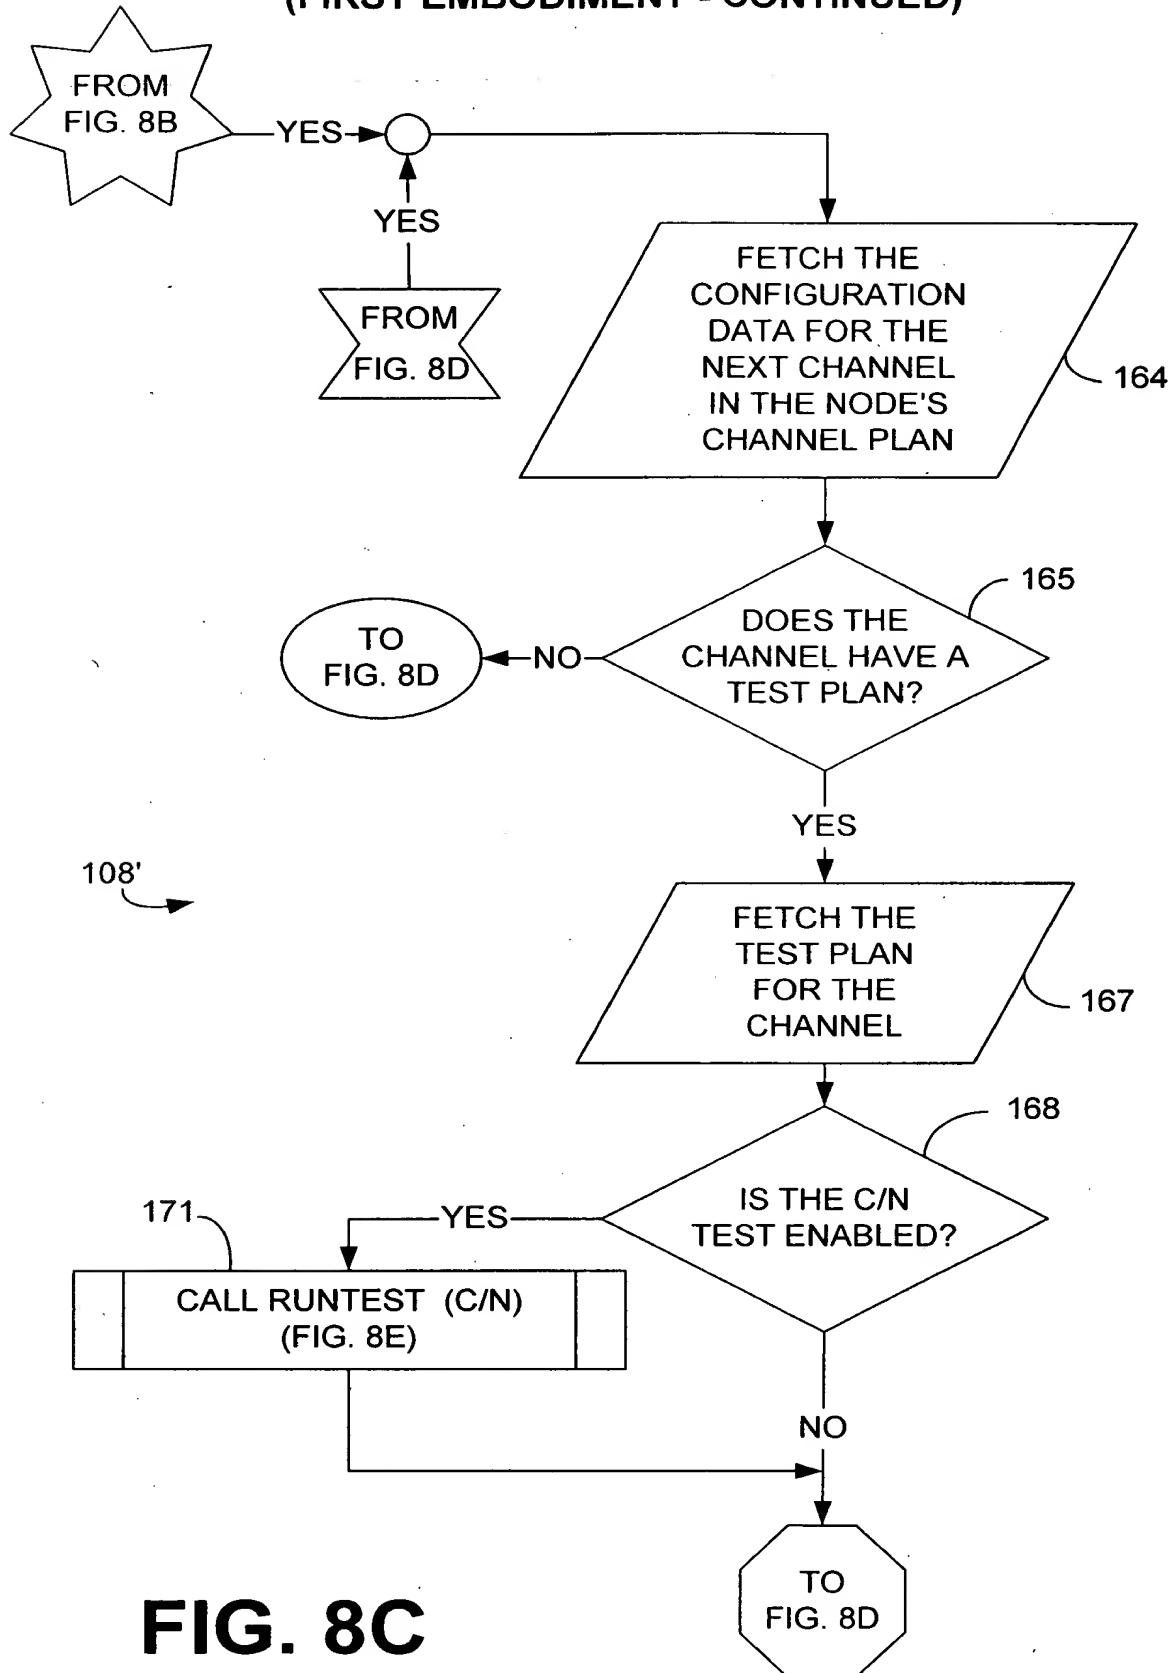 (FIRST EMBODIMENT - CONTINUED)
FROM
FIG. 8B
YES
YES
FROM
FIG. 8D
FETCH THE
CONFIGURATION
DATA FOR THE
NEXT CHANNEL
IN THE NODE'S
CHANNEL PLAN
164
165
DOES THE
CHANNEL HAVE A
TEST PLAN?
NO
TO
FIG. 8D
YES
108'
FETCH THE
TEST PLAN
FOR THE
CHANNEL
167
168
IS THE C/N
TEST ENABLED?
YES
171
CALL RUNTEST (C/N)
(FIG. 8E)
NO
TO
FIG. 8D
FIG. 8C